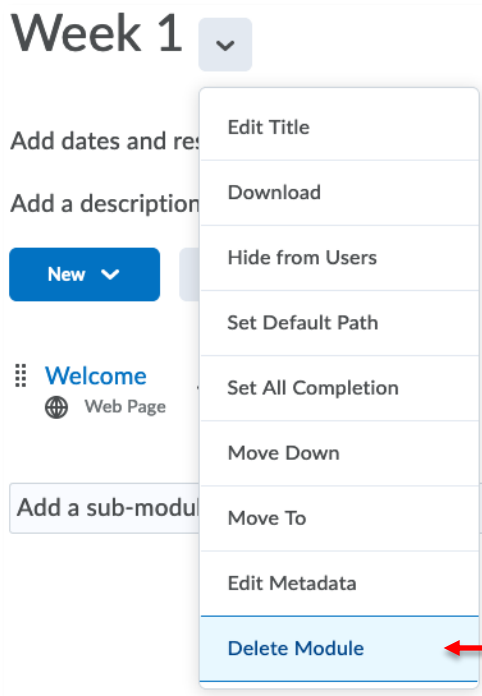 Week 1
Edit Title
Add dates and
Download
Add a description
Hide from Users
New
Set Default Path
Welcome
Set All Completion
Web Page
Move Down
Add a sub-modul
Move To
Edit Metadata
Delete Module